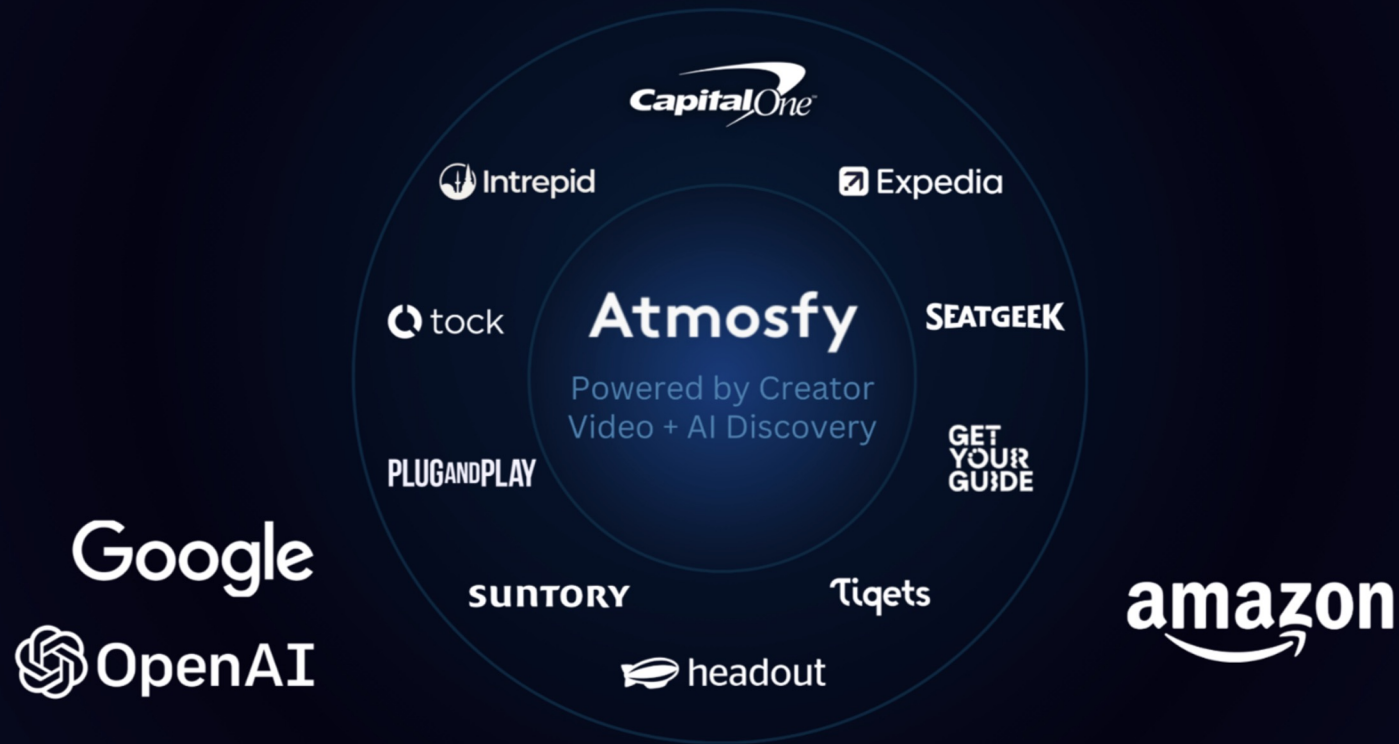 CapitalOne™
Intrepid
Expedia
tock
Atmosfy
SEATGEEK
Powered by Creator
Video + AI Discovery
GET
YOUR
GUIDE
PLUGANDPLAY
Google
suntory
Tiqets
amazon
OpenAI
headout